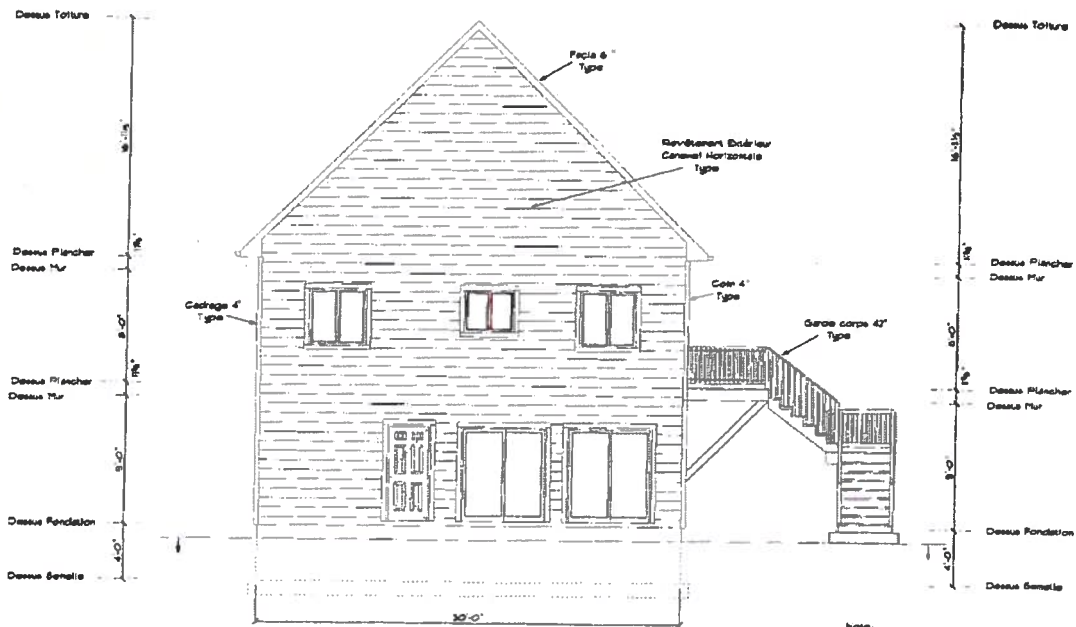 Dessus Toiture
Dessus Toiture
Facia 6"
Type
Revêtement Extérieur
Canexel Horizontale
Type
Dessus Plancher
Dessus Mur
Dessus Plancher
Dessus Mur
Cadrage 4"
Type
Coin 4"
Type
Garde corps 42"
Type
8'-0"
8'-0"
Dessus Plancher
Dessus Mur
Dessus Plancher
Dessus Mur
9'-0"
9'-0"
Dessus Fondation
Dessus Fondation
4'-0"
4'-0"
Dessus Semelle
Dessus Semelle
30'-0"